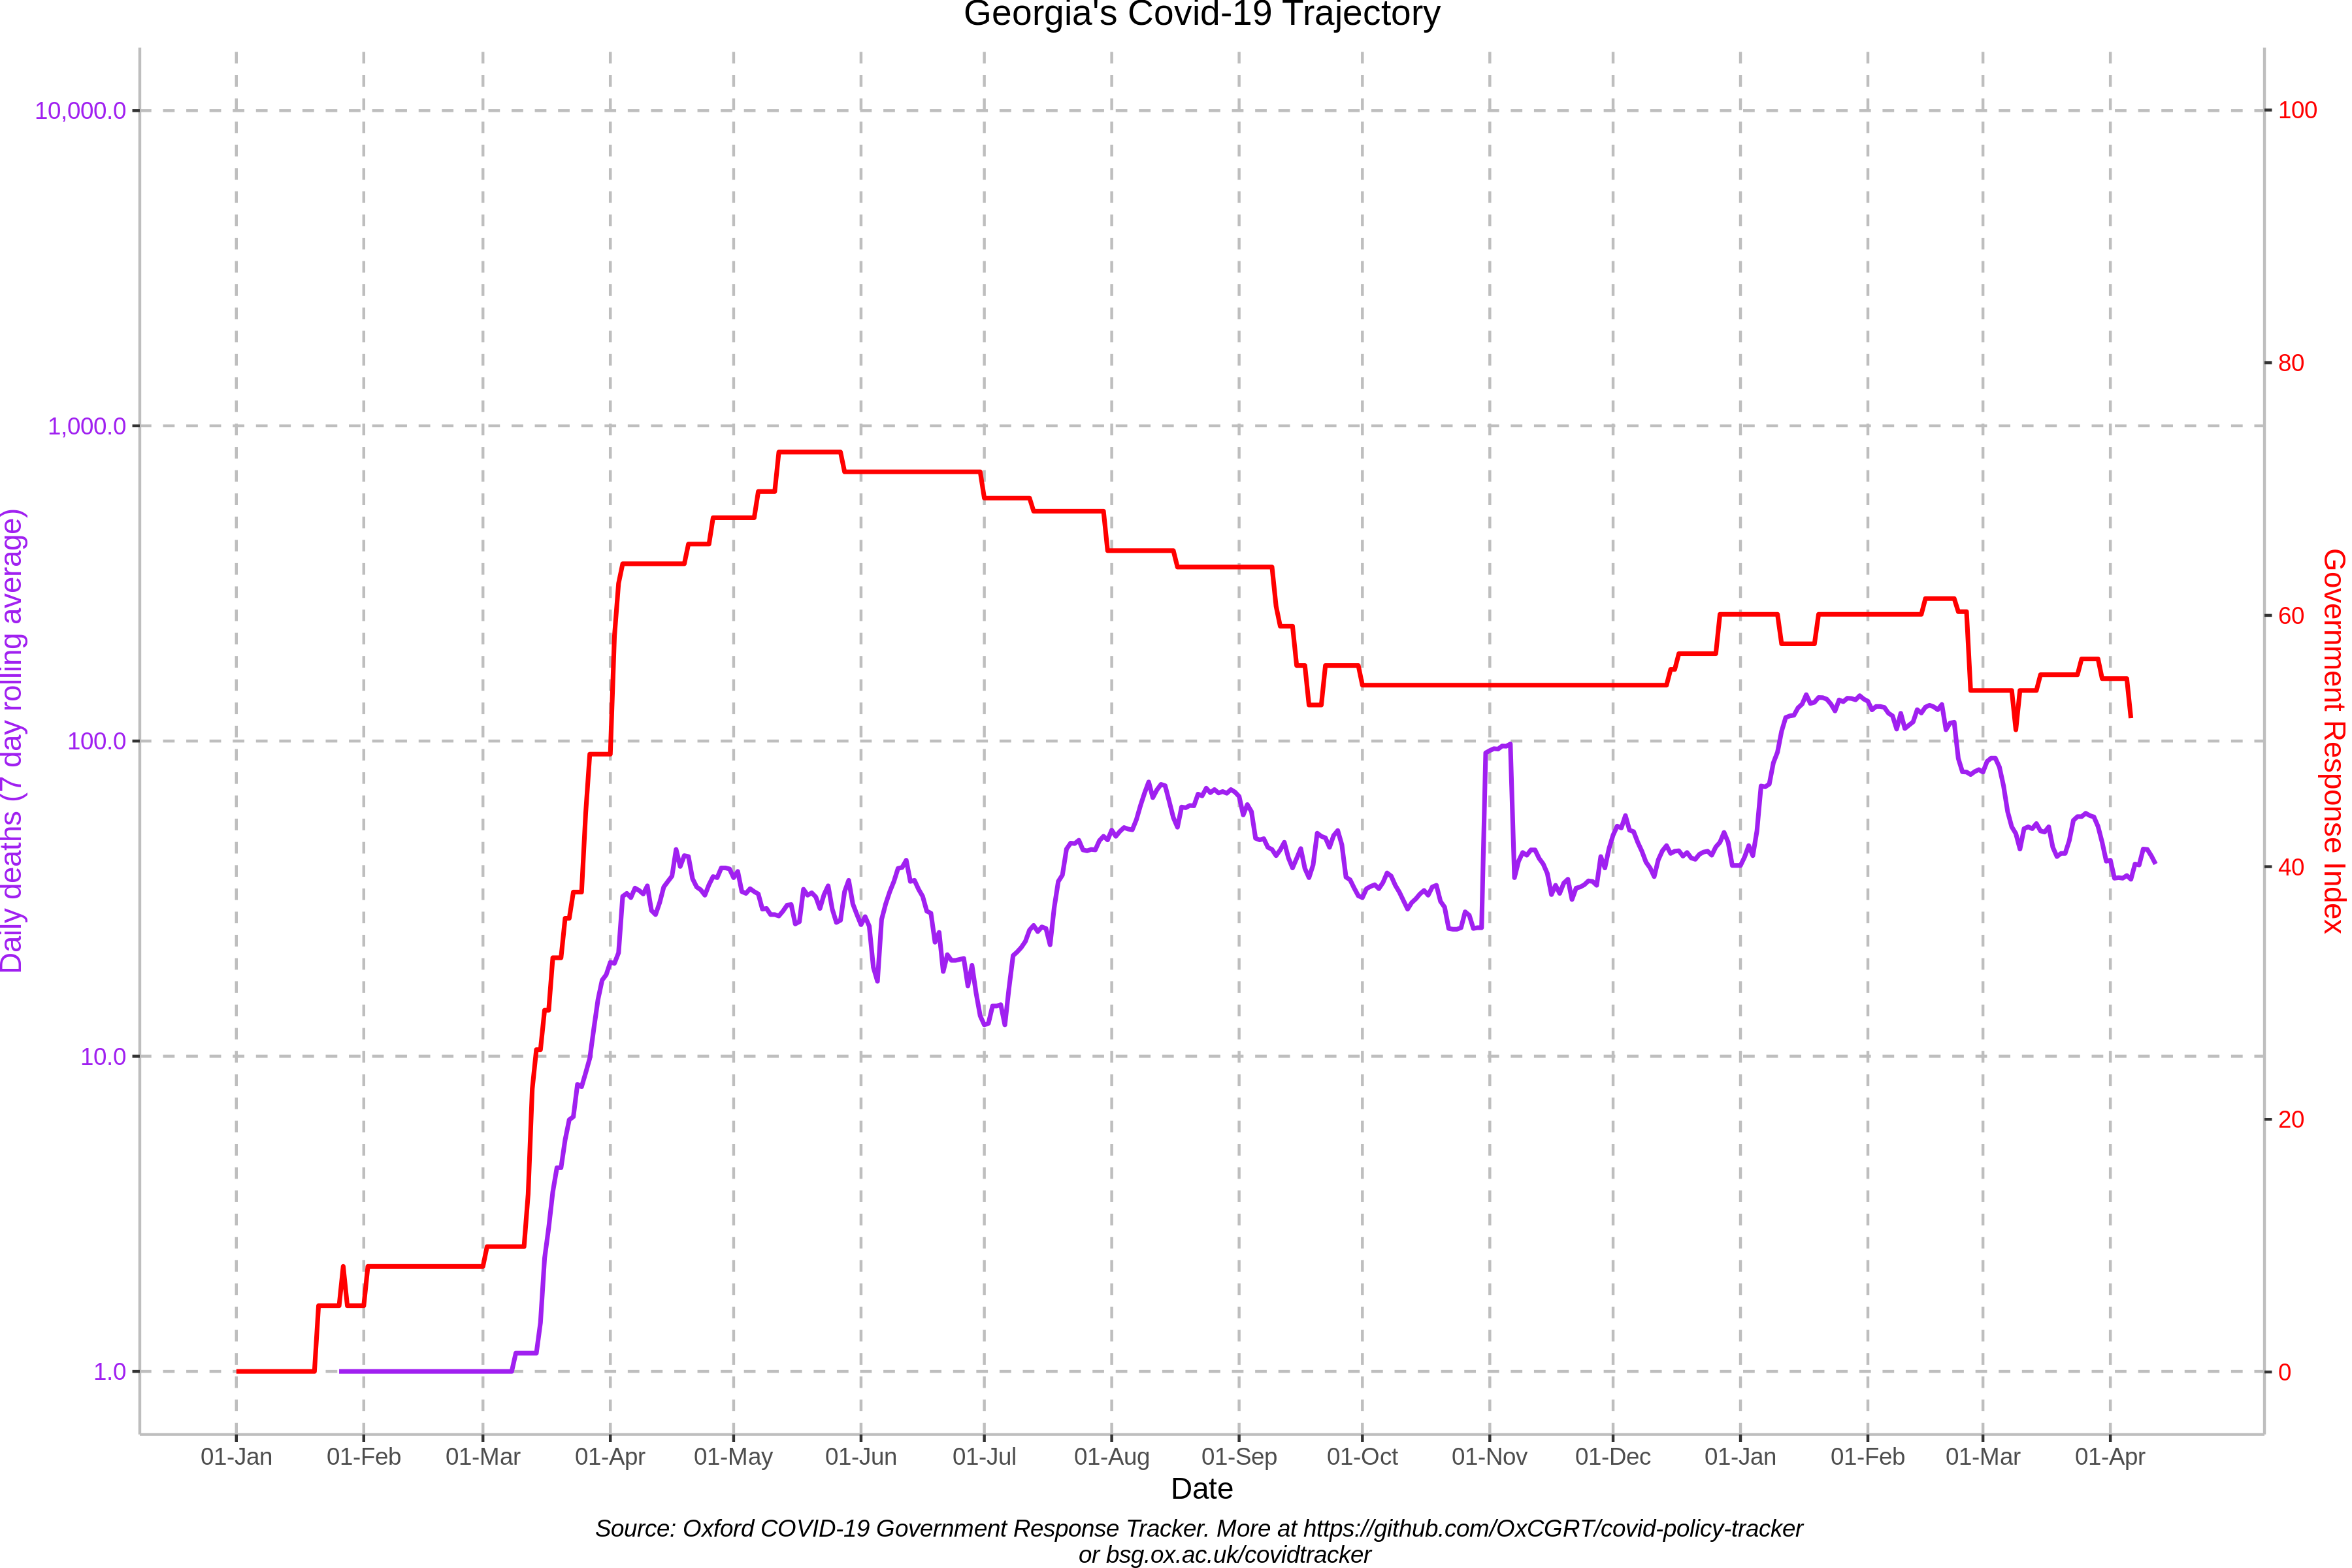 Georgia's Covid-19 Trajectory
10,000.0
1,000.0
100.0
10.0
1.0
Daily deaths (7 day rolling average)
100
80
60
40
20
0
Government Response Index
01-Jan 01-Feb 01-Mar 01-Apr 01-May 01-Jun 01-Jul 01-Aug 01-Sep 01-Oct 01-Nov 01-Dec 01-Jan 01-Feb 01-Mar 01-Apr
Date
Source: Oxford COVID-19 Government Response Tracker. More at https://github.com/OxCGRT/covid-policy-tracker
or bsg.ox.ac.uk/covidtracker